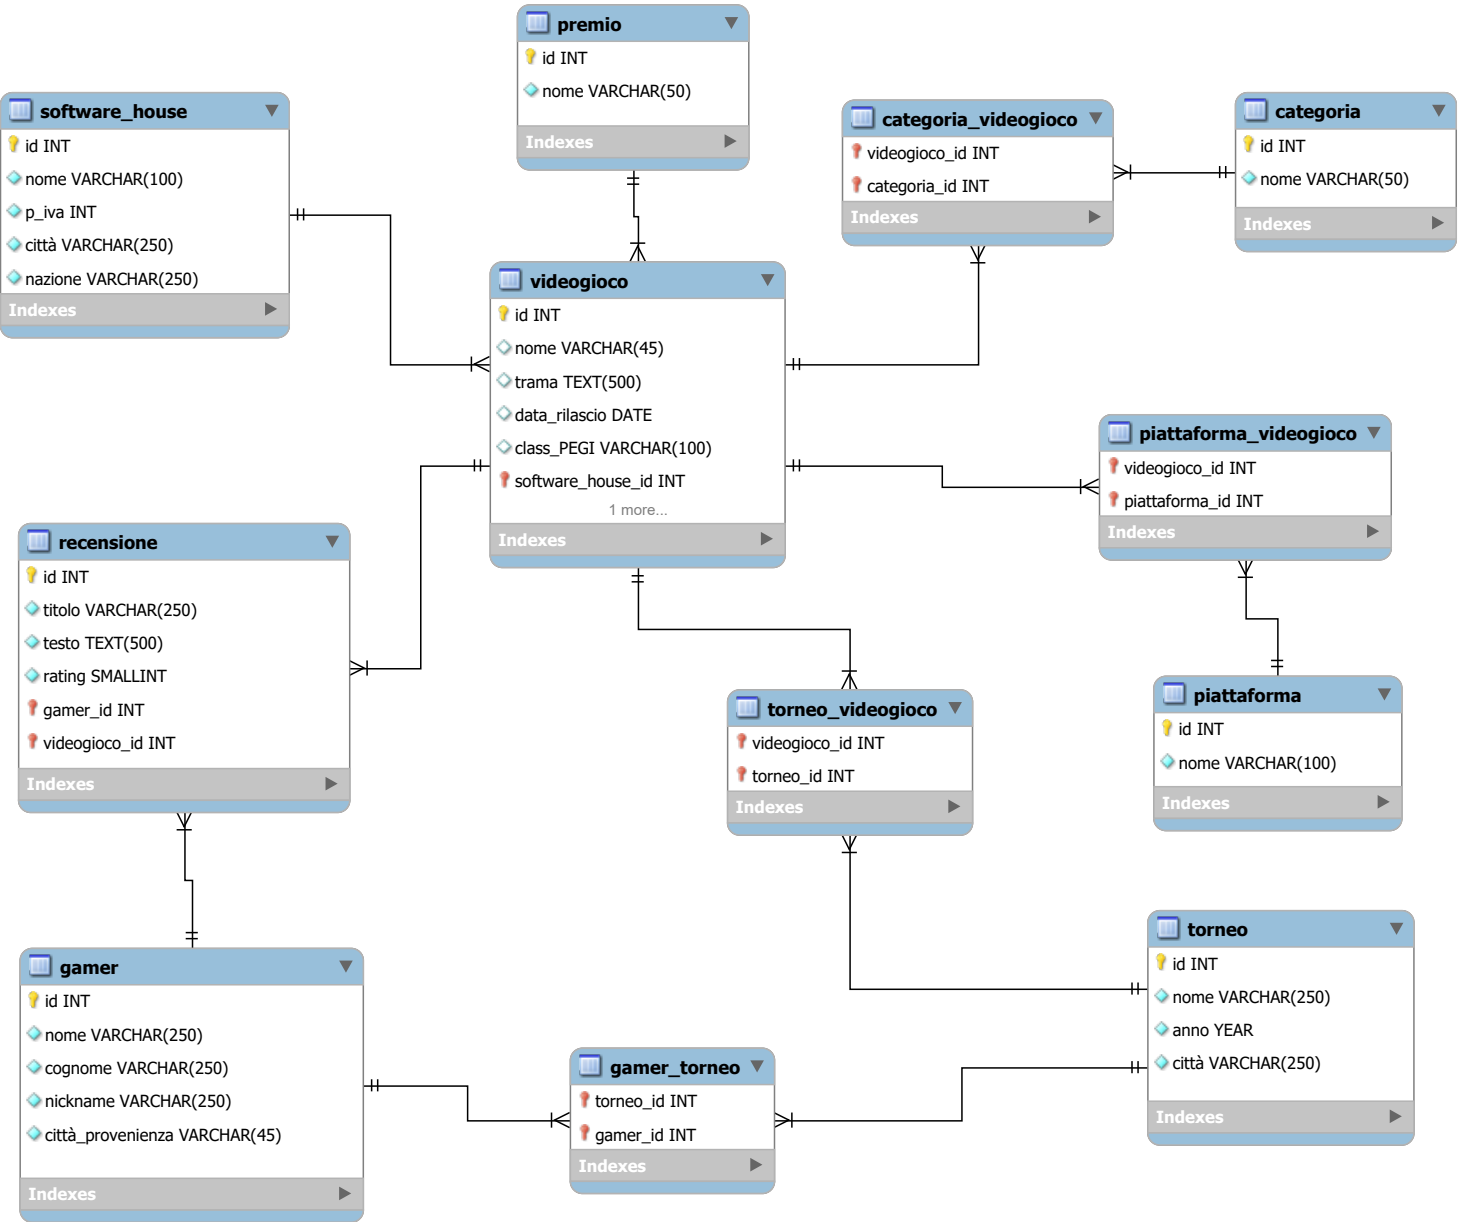 premio
id INT
nome VARCHAR(50)
Indexes
software_house
id INT
nome VARCHAR(100)
p_iva INT
città VARCHAR(250)
nazione VARCHAR(250)
Indexes
categoria_videogioco
videogioco_id INT
categoria_id INT
Indexes
categoria
id INT
nome VARCHAR(50)
Indexes
videogioco
id INT
nome VARCHAR(45)
trama TEXT(500)
data_rilascio DATE
class_PEGI VARCHAR(100)
software_house_id INT
1 more...
Indexes
piattaforma_videogioco
videogioco_id INT
piattaforma_id INT
Indexes
recensione
id INT
titolo VARCHAR(250)
testo TEXT(500)
rating SMALLINT
gamer_id INT
videogioco_id INT
Indexes
torneo_videogioco
videogioco_id INT
torneo_id INT
Indexes
piattaforma
id INT
nome VARCHAR(100)
Indexes
gamer
id INT
nome VARCHAR(250)
cognome VARCHAR(250)
nickname VARCHAR(250)
città_provenienza VARCHAR(45)
Indexes
gamer_torneo
torneo_id INT
gamer_id INT
Indexes
torneo
id INT
nome VARCHAR(250)
anno YEAR
città VARCHAR(250)
Indexes